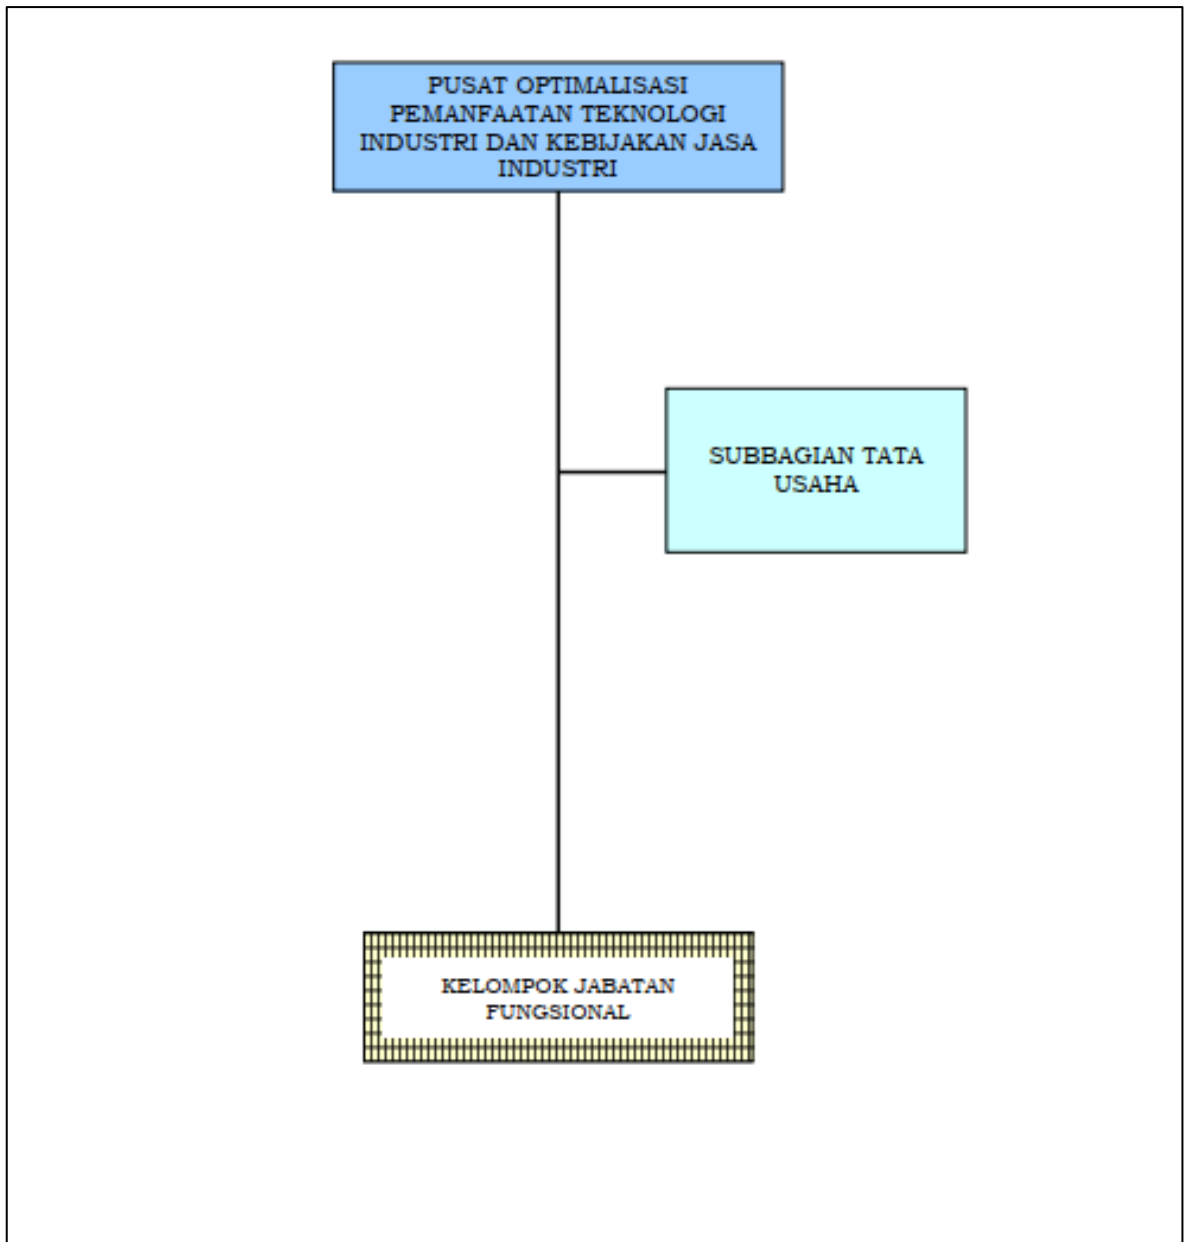 PUSAT OPTIMALISASI
PEMANFAATAN TEKNOLOGI
INDUSTRI DAN KEBIJAKAN JASA
INDUSTRI
SUBBAGIAN TATA
USAHA
KELOMPOK JABATAN
FUNGSIONAL